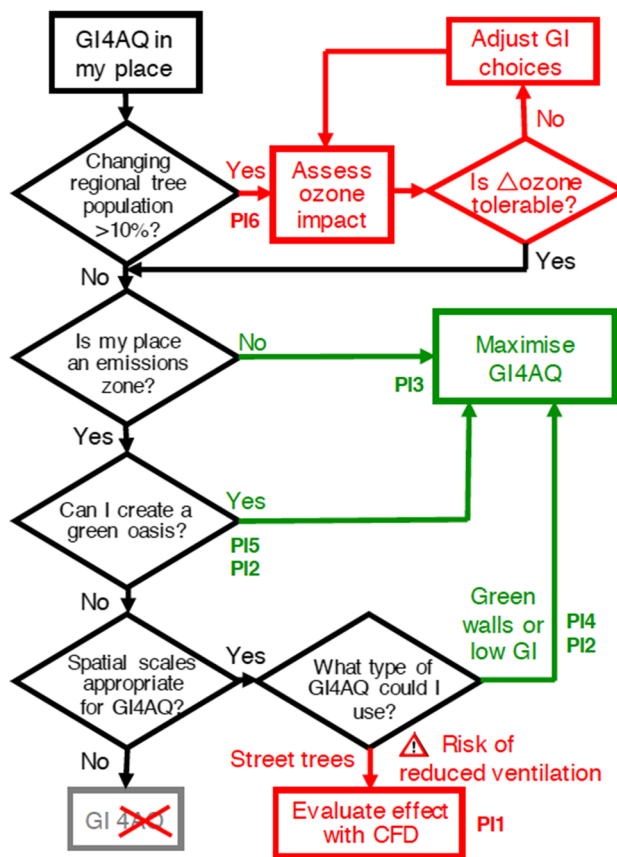 GI4AQ in
my place
Adjust GI
choices
No
Changing
regional tree
population
>10%?
Yes
PI6
Assess
ozone
impact
Is △ozone
tolerable?
Yes
No
Is my place
an emissions
zone?
No
PI3
Maximise
GI4AQ
Yes
Can I create a
green oasis?
Yes
PI5
PI2
No
Green
walls or
low GI
PI4
PI2
Spatial scales
appropriate
for GI4AQ?
Yes
What type of
GI4AQ could I
use?
No
Street trees
Risk of
reduced ventilation
GI 4AQ
Evaluate effect
with CFD
PI1